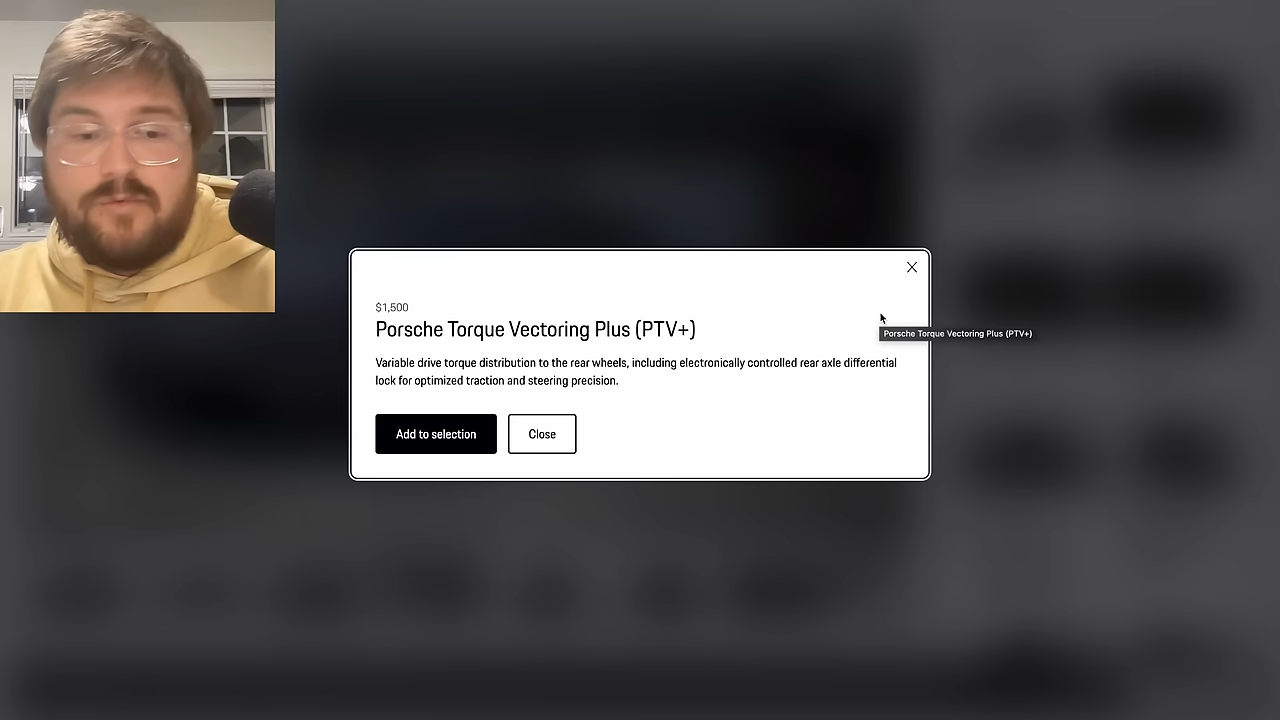 $1,500
Porsche Torque Vectoring Plus (PTV+)
Porsche Torque Vectoring Plus (PTV+)
Variable drive torque distribution to the rear wheels, including electronically controlled rear axle differential
lock for optimized traction and steering precision.
Add to selection
Close